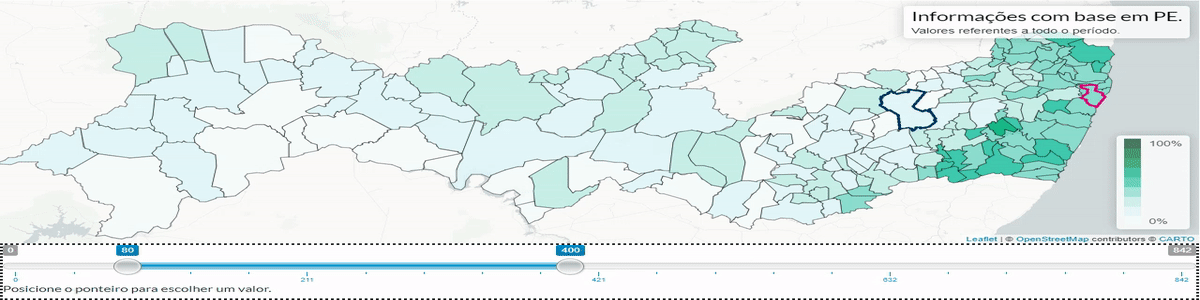 Informações com base em PE.
Valores referentes a todo o período.
100%
0%
Leaflet | © OpenStreetMap contributors © CARTO
0
80
400
842
0
211
421
632
842
Posicione o ponteiro para escolher um valor.